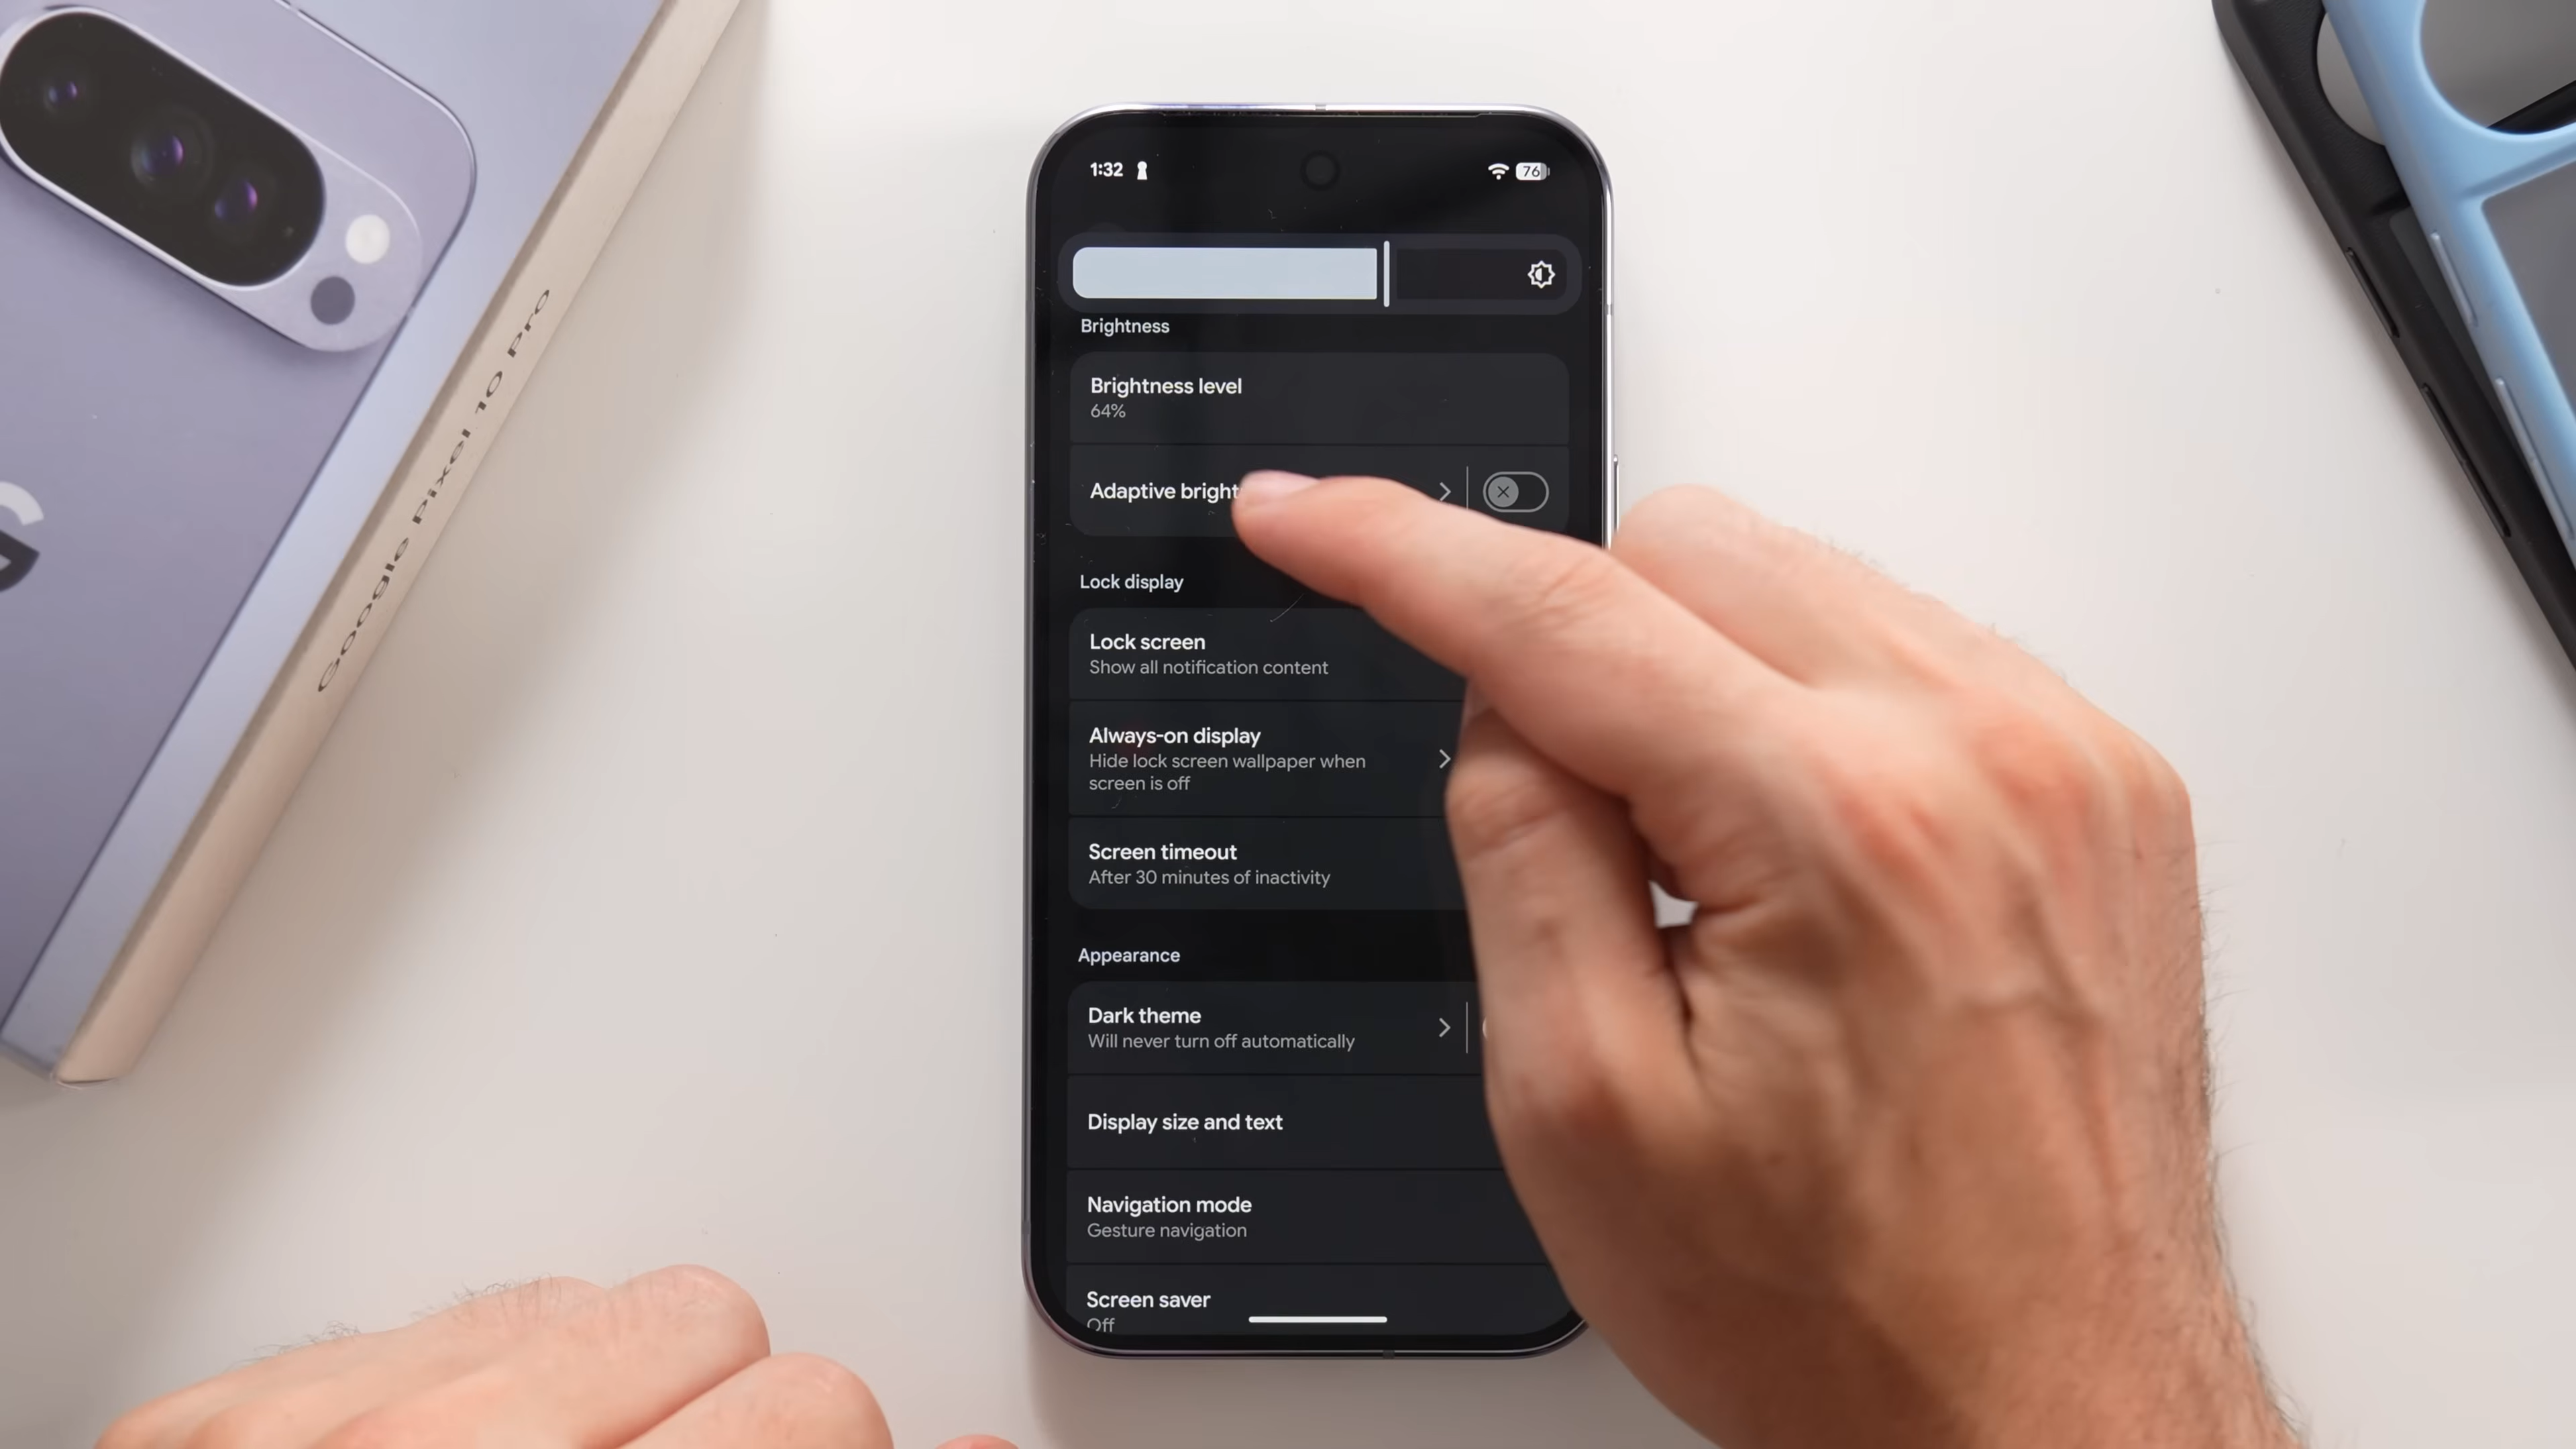 1:32
76
Brightness
Brightness level
64%
Adaptive bright
Lock display
Lock screen
Show all notification content
Always-on display
Hide lock screen wallpaper when
screen is off
Screen timeout
After 30 minutes of inactivity
Appearance
Dark theme
Will never turn off automatically
Display size and text
Navigation mode
Gesture navigation
Screen saver
Off
Google Pixel 10 Pro
G